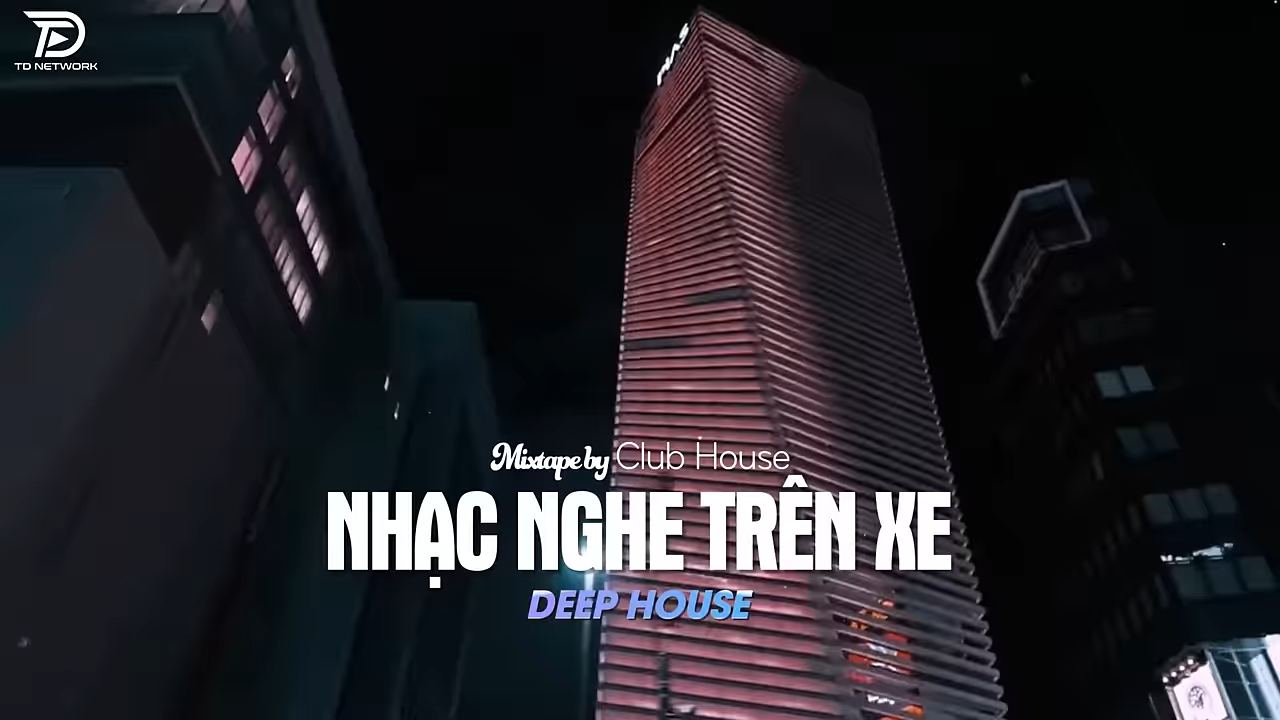 TD NETWORK
Mixtape by Club House
NHẠC NGHE TRÊN XE
DEEP HOUSE